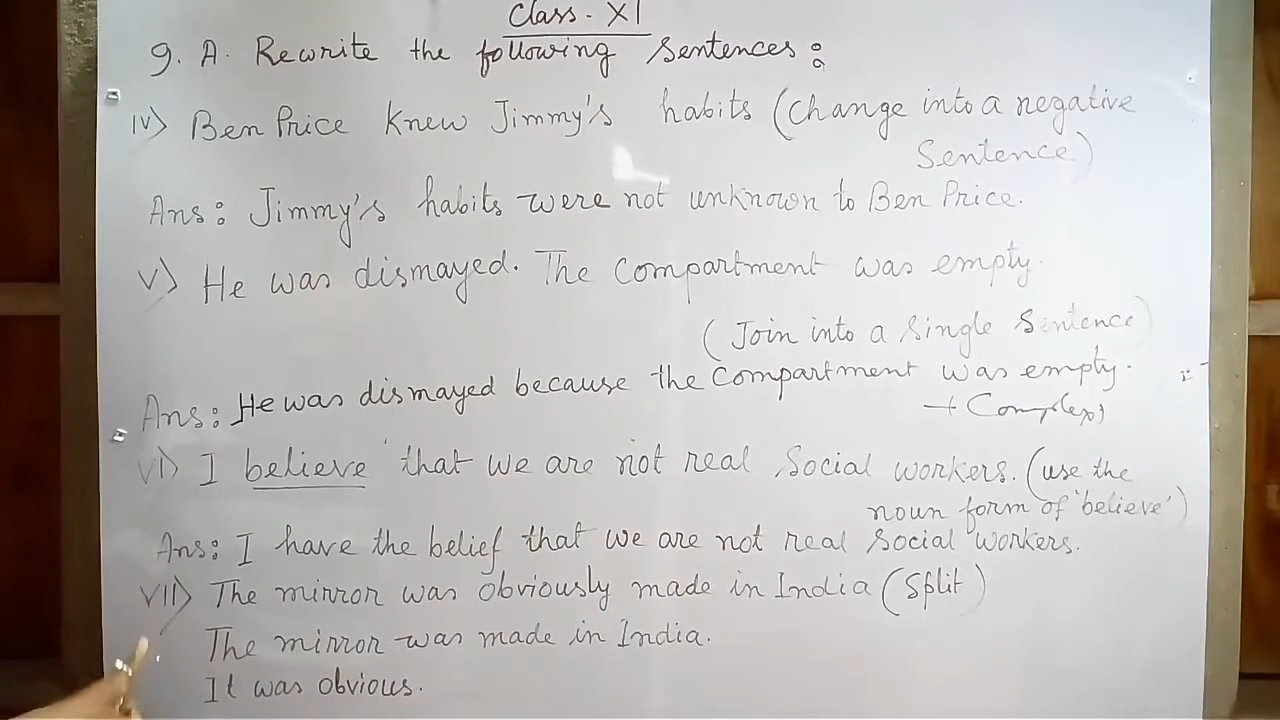 Class - XI
9. A. Rewrite the following sentences:
IV) Ben Price knew Jimmy's habits (Change into a negative
Sentence)
Ans: Jimmy's habits were not unknown to Ben Price.
V) He was dismayed. The compartment was empty.
(Join into a single sentence)
Ans: He was dismayed because the compartment was empty.
→ Complex)
VI) I believe that we are not real social workers. (use the
noun form of 'believe')
Ans: I have the belief that we are not real social workers.
VII) The mirror was obviously made in India (Split)
The mirror was made in India.
It was obvious.